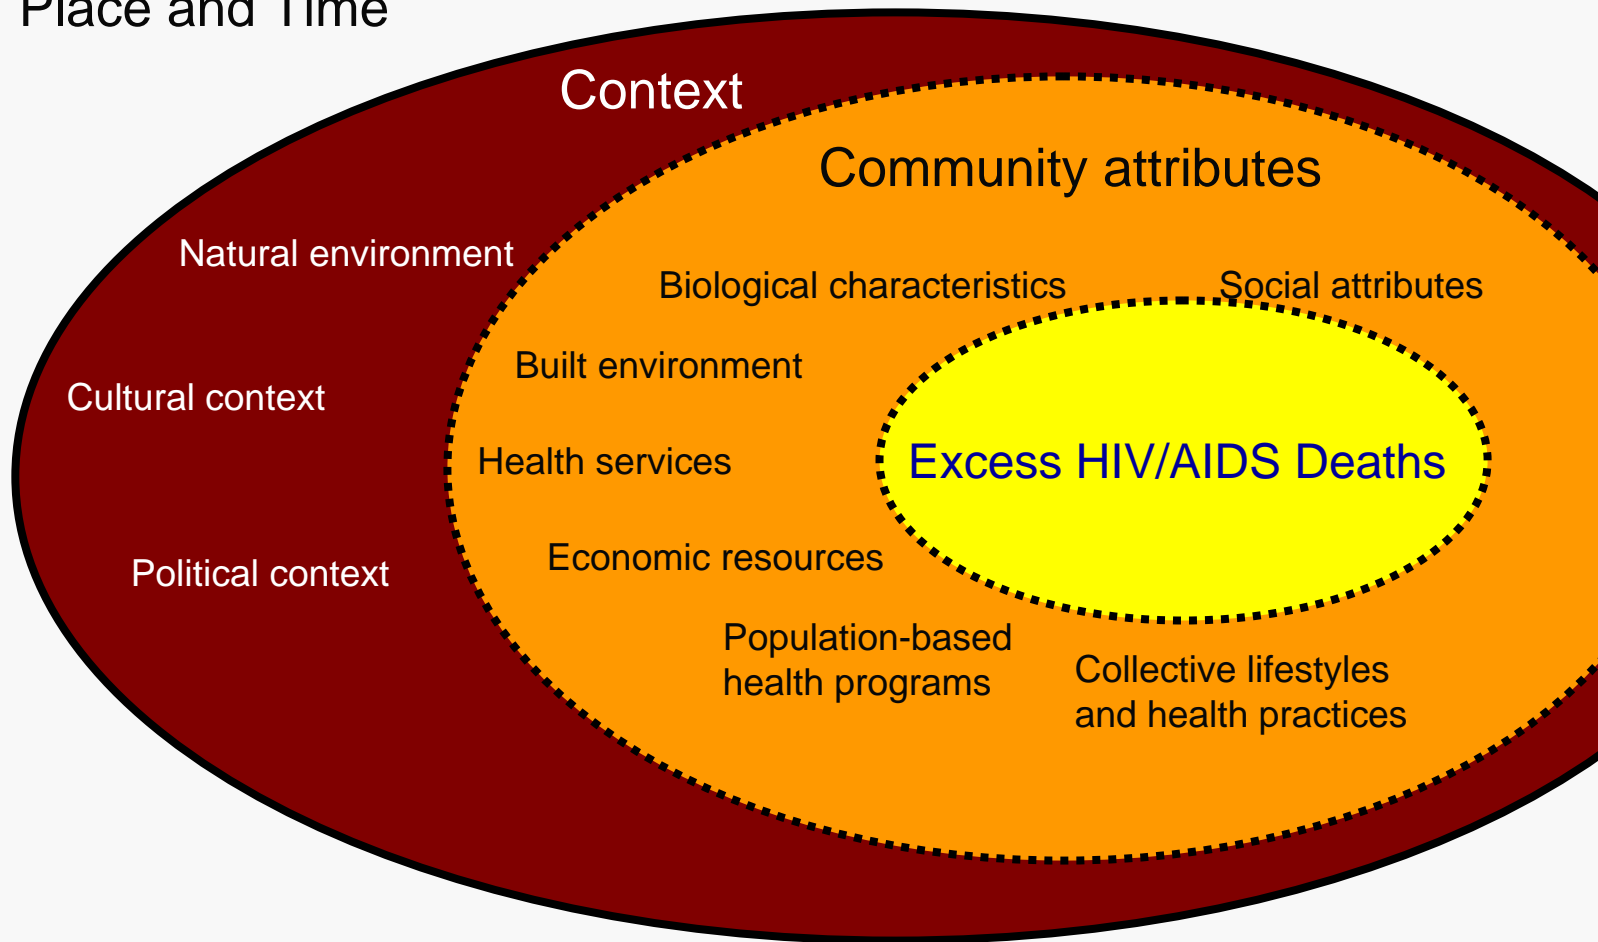 Place and Time
Context
Community attributes
Natural environment
Biological characteristics
Social attributes
Built environment
Cultural context
Health services
Excess HIV/AIDS Deaths
Economic resources
Political context
Population-based
health programs
Collective lifestyles
and health practices